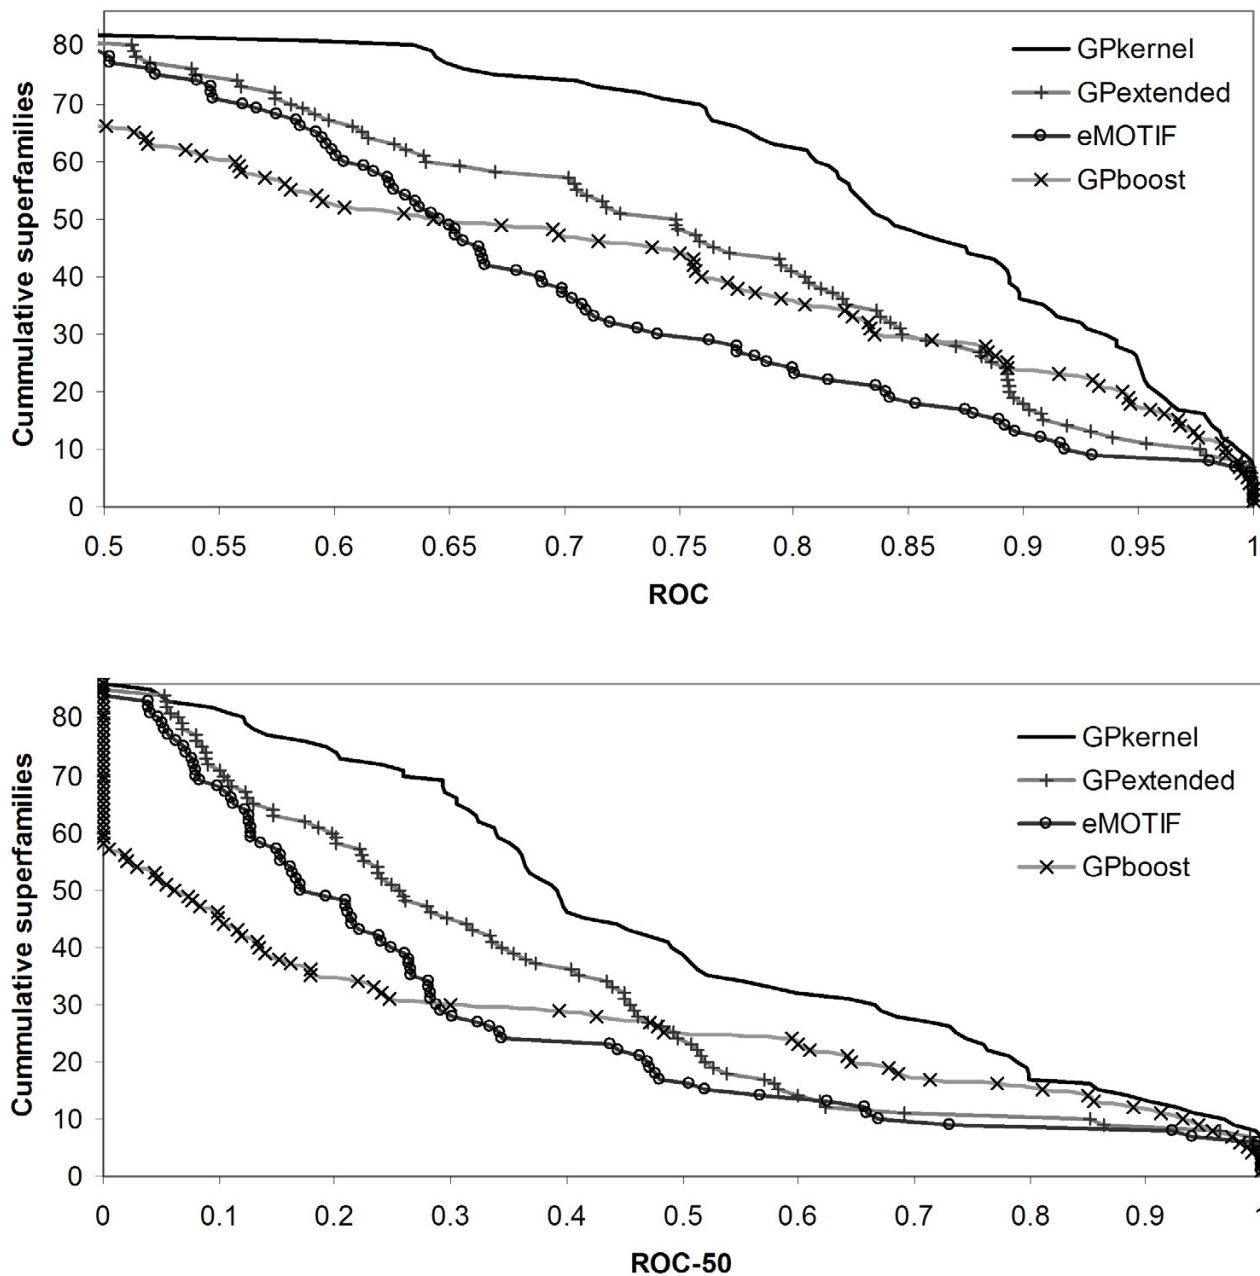 Cummulative superfamilies
80
70
60
50
40
30
20
10
0
GPkernel
GPextended
eMOTIF
GPboost
0.5 0.55 0.6 0.65 0.7 0.75 0.8 0.85 0.9 0.95 1
ROC
Cummulative superfamilies
80
70
60
50
40
30
20
10
0
GPkernel
GPextended
eMOTIF
GPboost
0 0.1 0.2 0.3 0.4 0.5 0.6 0.7 0.8 0.9 1
ROC-50